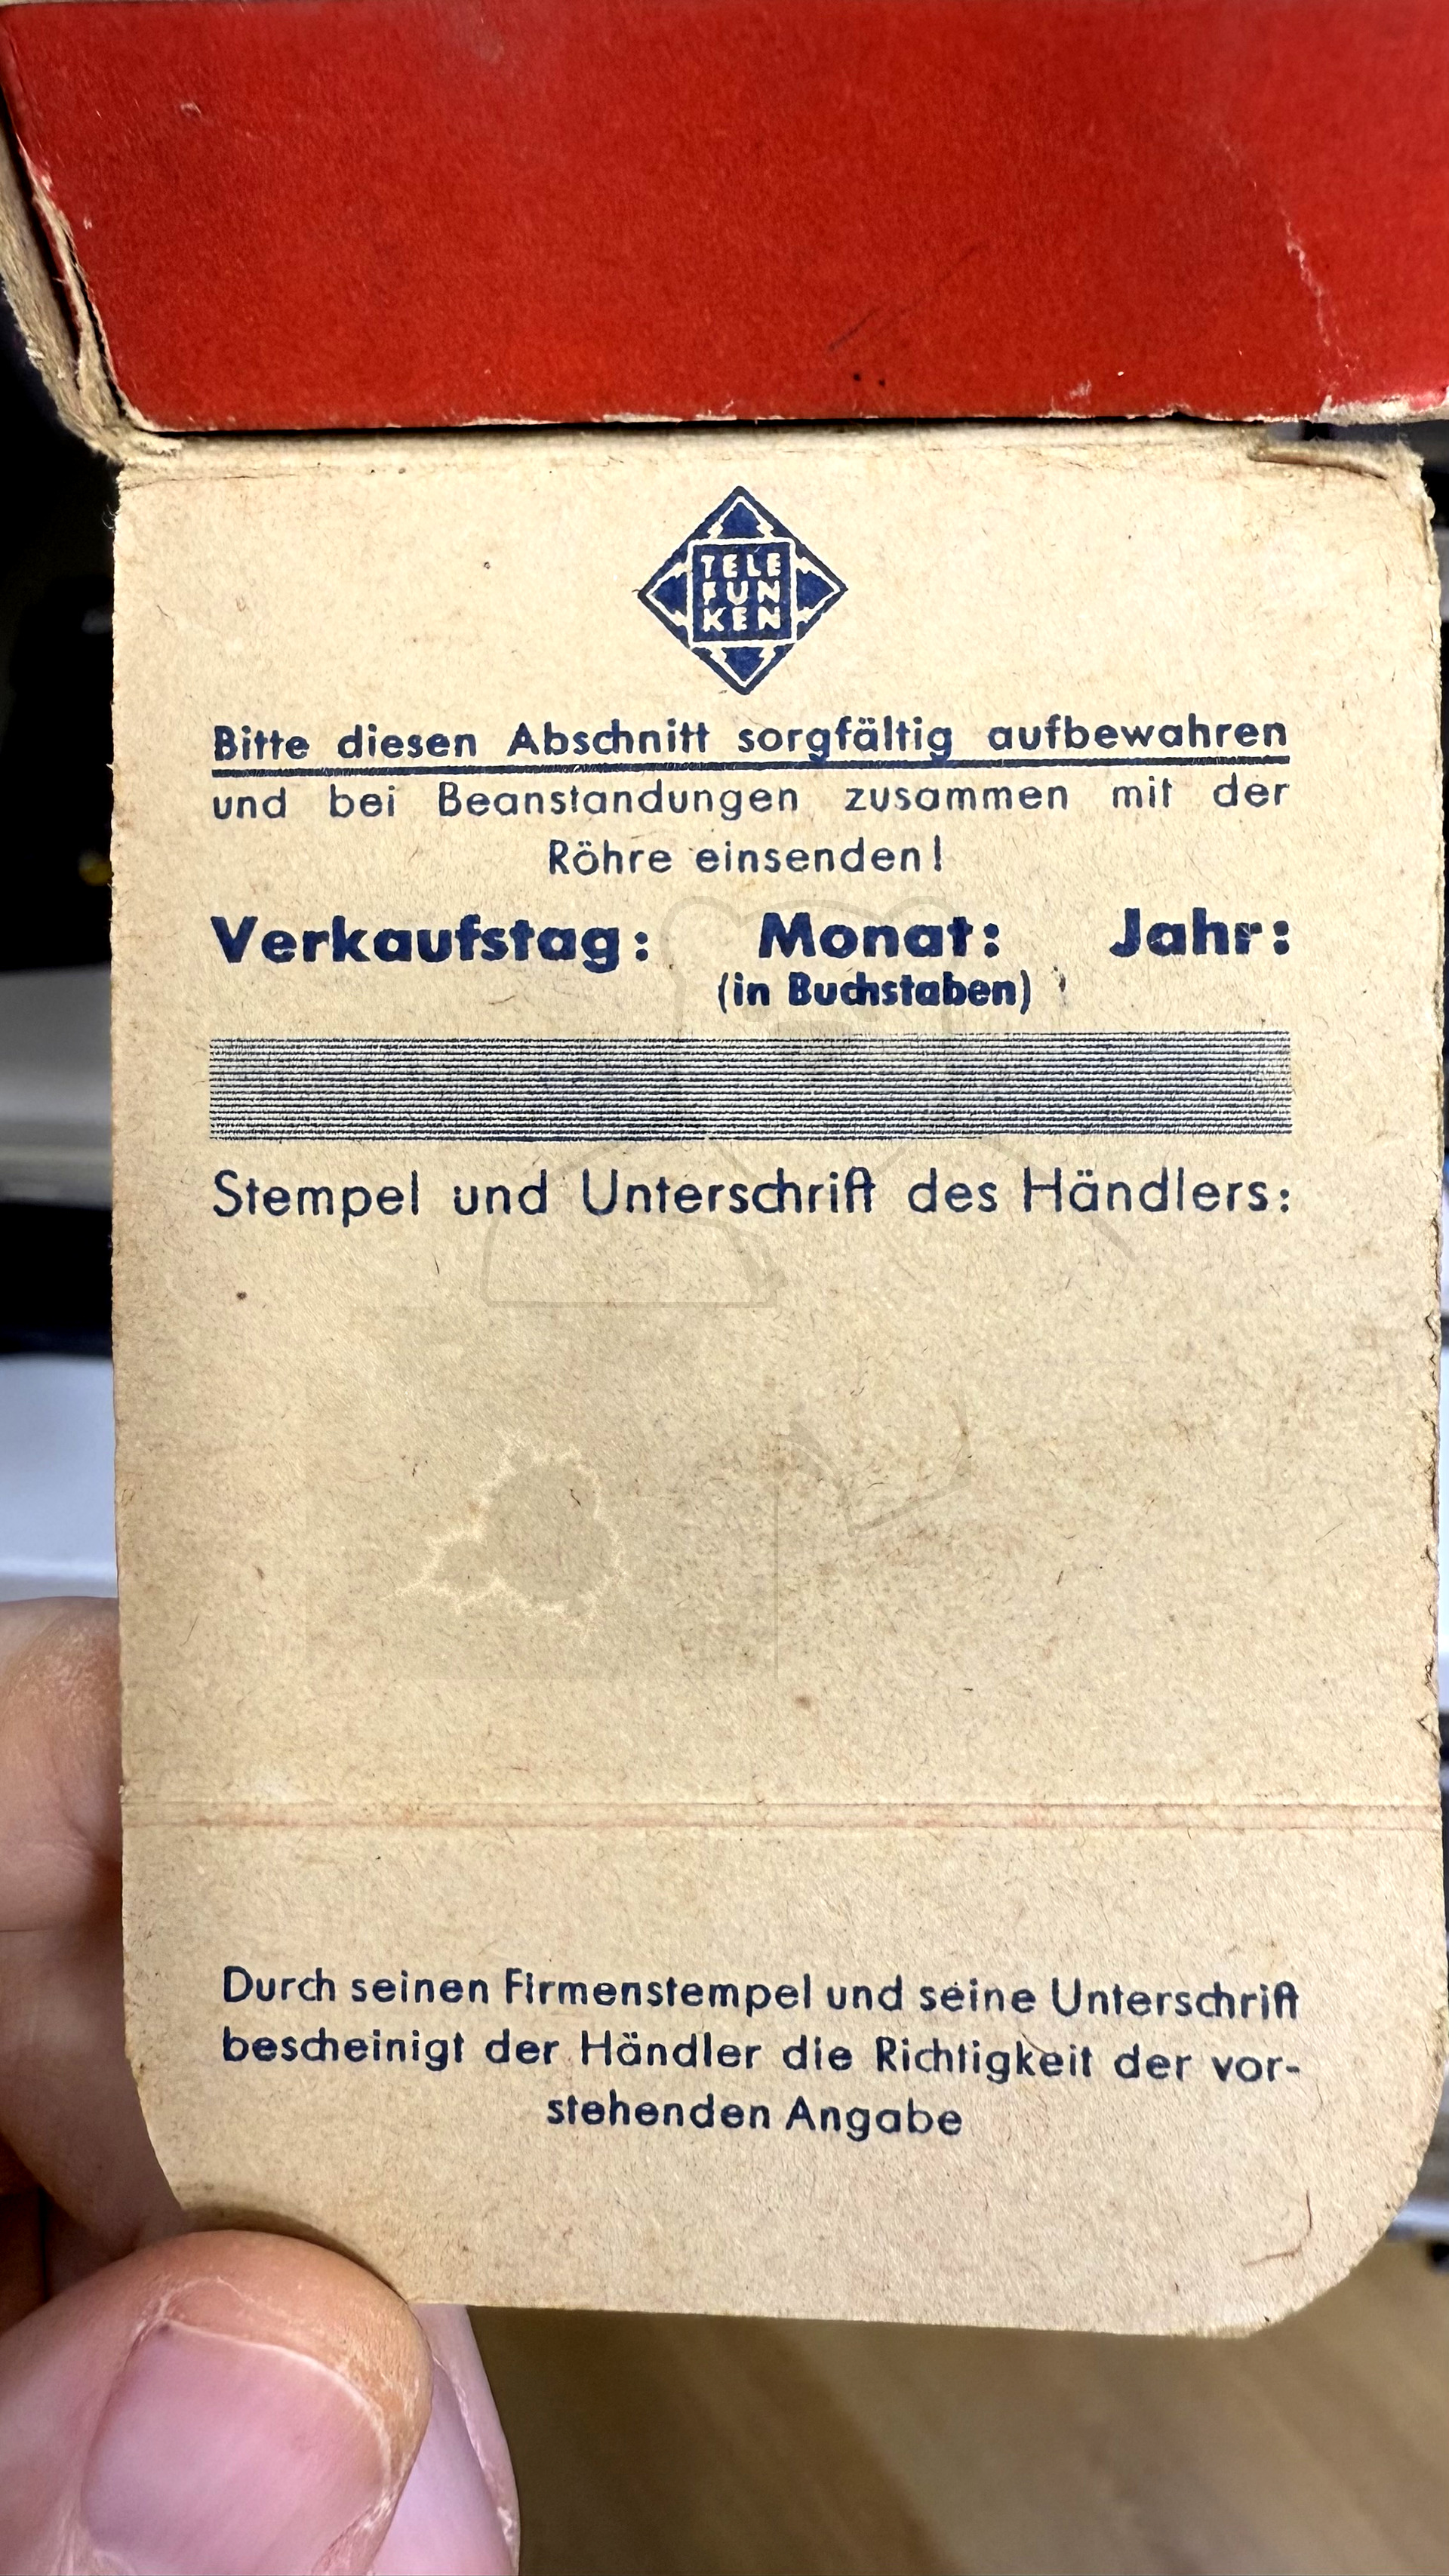 TELE
FUN
KEN
Bitte diesen Abschnitt sorgfältig aufbewahren
und bei Beanstandungen zusammen mit der
Röhre einsenden!
Verkaufstag: Monat: Jahr:
(in Buchstaben)
Stempel und Unterschrift des Händlers:
Durch seinen Firmenstempel und seine Unterschrift
bescheinigt der Händler die Richtigkeit der vor-
stehenden Angabe